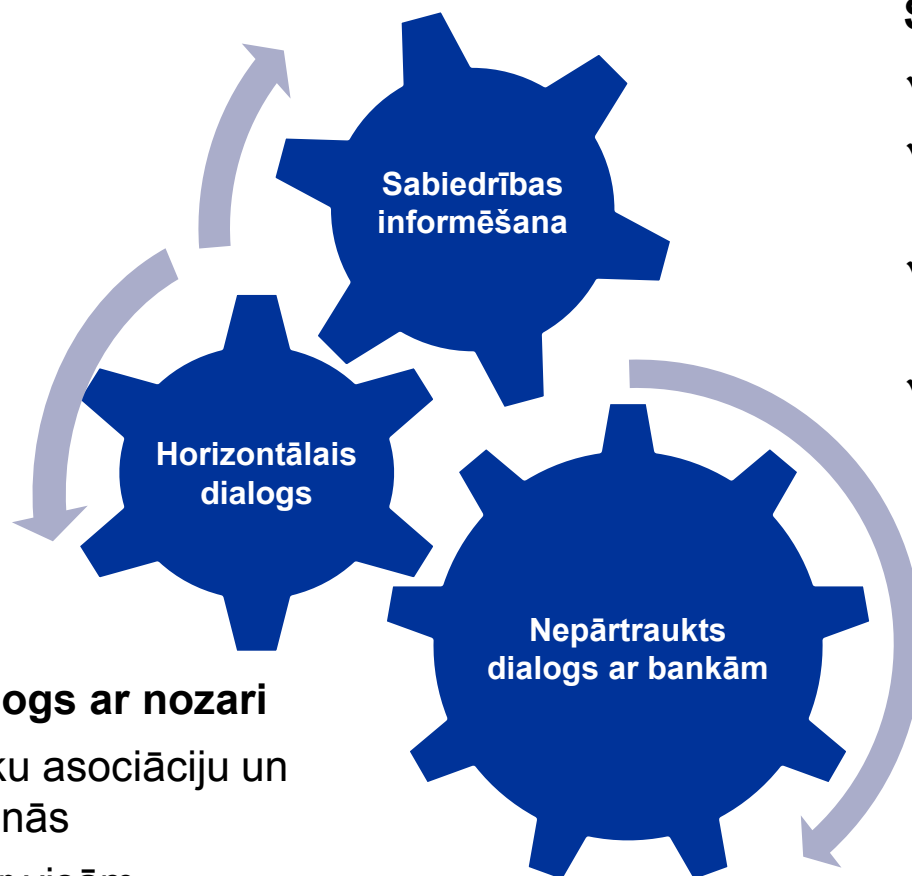 Sabiedrības
informēšana
Horizontālais
dialogs
Nepārtraukts
dialogs ar bankām
ogs ar nozari
ku asociāciju un
nās